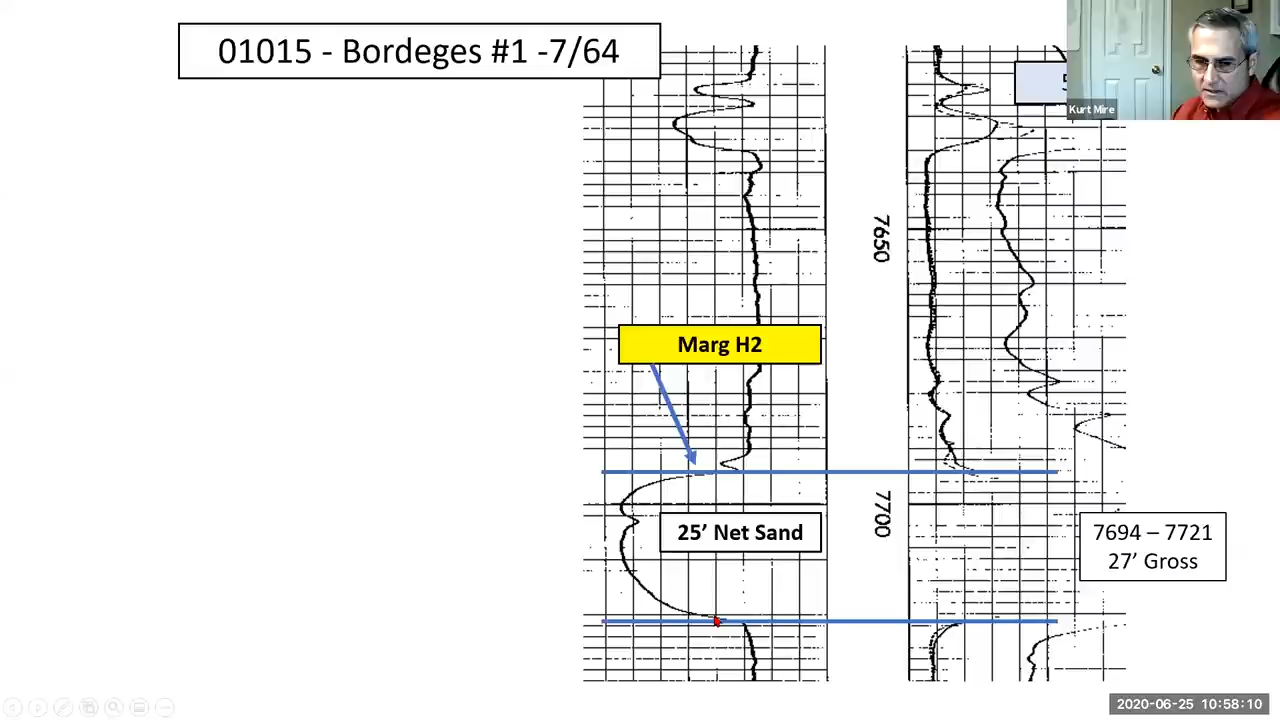 01015 - Bordeges #1 -7/64
Kurt Mire
7650
Marg H2
7700
25’ Net Sand
7694 – 7721
27’ Gross
2020-06-25 10:58:10